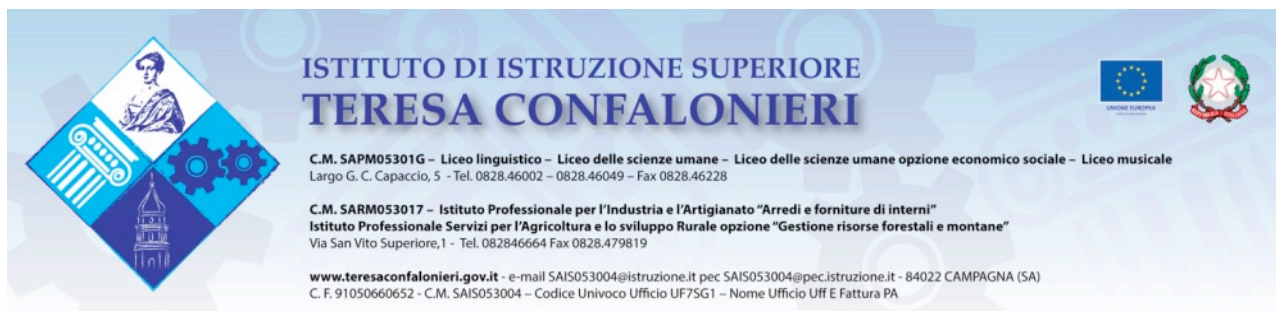 ISTITUTO DI ISTRUZIONE SUPERIORE
TERESA CONFALONIERI
UNIONE EUROPEA
C.M. SAPM05301G – Liceo linguistico – Liceo delle scienze umane – Liceo delle scienze umane opzione economico sociale – Liceo musicale
Largo G. C. Capaccio, 5 - Tel. 0828.46002 – 0828.46049 – Fax 0828.46228
C.M. SARM053017 – Istituto Professionale per l'Industria e l'Artigianato "Arredi e forniture di interni"
Istituto Professionale Servizi per l'Agricoltura e lo sviluppo Rurale opzione "Gestione risorse forestali e montane"
Via San Vito Superiore,1 - Tel. 082846664 Fax 0828.479819
www.teresaconfalonieri.gov.it - e-mail SAIS053004@istruzione.it pec SAIS053004@pec.istruzione.it - 84022 CAMPAGNA (SA)
C. F. 91050660652 - C.M. SAIS053004 – Codice Univoco Ufficio UF7SG1 – Nome Ufficio Uff E Fattura PA